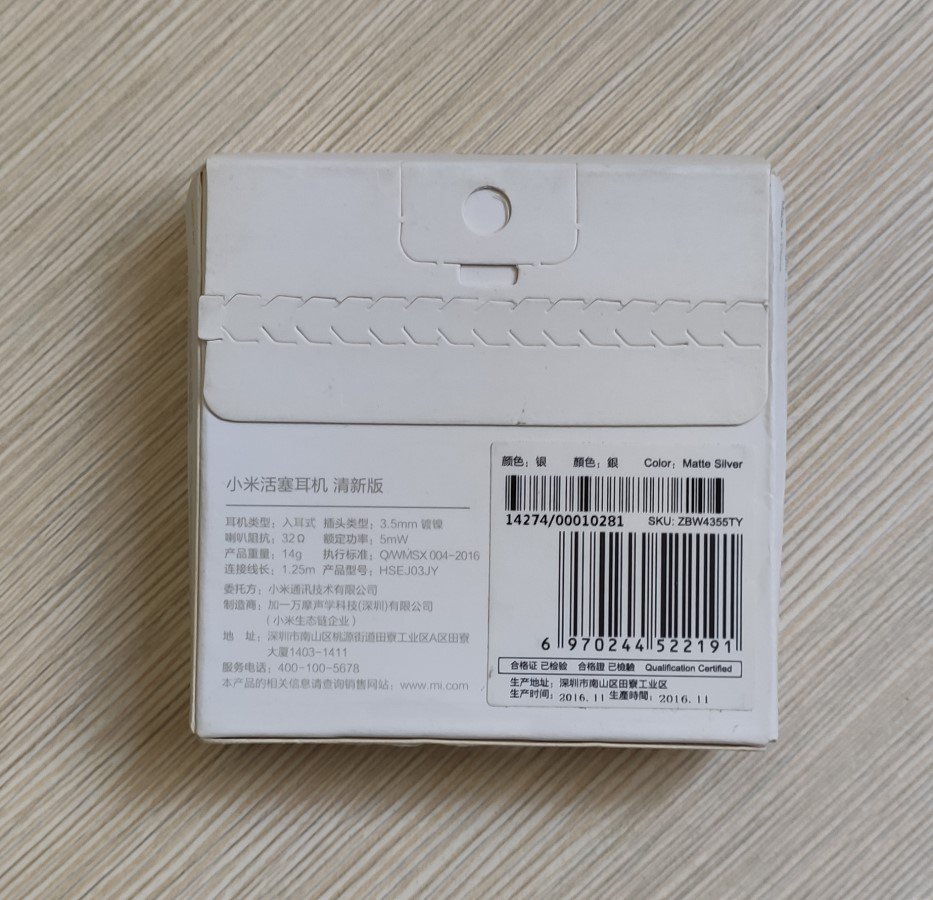 小米活塞耳机 清新版
耳机类型：入耳式 插头类型：3.5mm 镀镍
喇叭阻抗：32Ω 额定功率：5mW
产品重量：14g 执行标准：Q/WMSX 004-2016
连接线长：1.25m 产品型号：HSEJ03JY
委托方：小米通讯技术有限公司
制造商：加一万摩声学科技(深圳)有限公司
（小米生态链企业）
地 址：深圳市南山区桃源街道田寮工业区A区田寮
大厦1403-1411
服务电话：400-100-5678
本产品的相关信息请查询销售网站：www.mi.com
颜色：银 顏色：銀 Color：Matte Silver
14274/00010281 SKU: ZBW4355TY
6 970244 522191
合格证 已检验 合格證 已檢驗 Qualification Certified
生产地址：深圳市南山区田寮工业区
生产时间：2016.11 生產時間：2016.11